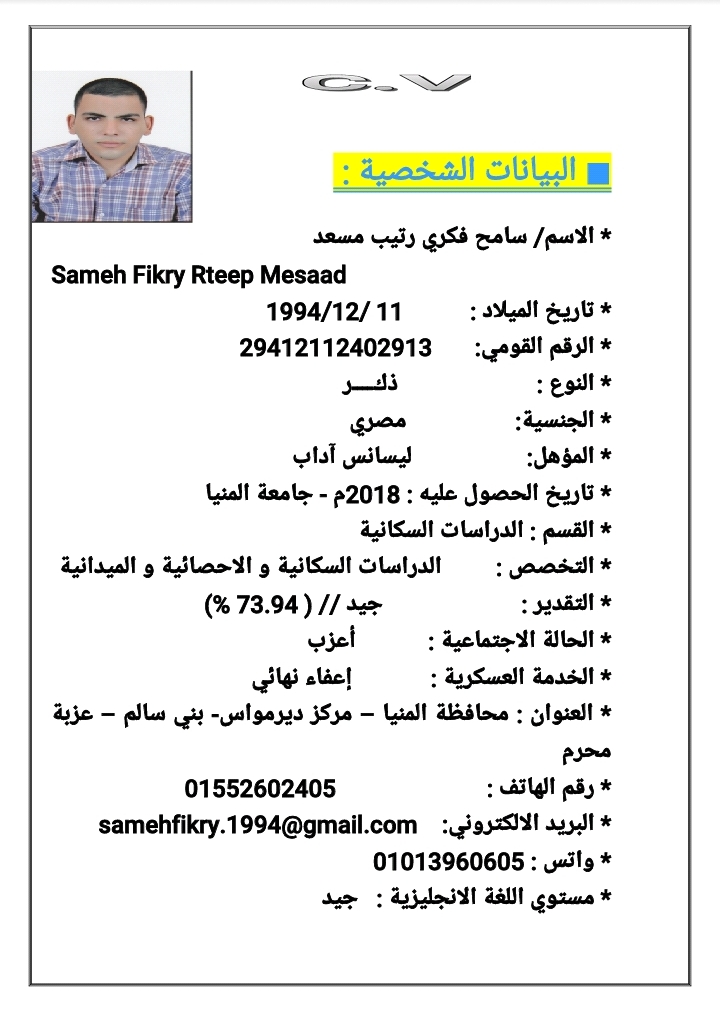 C.V
■ البيانات الشخصية :
* الاسم/ سامح فكري رتيب مسعد
Sameh Fikry Rteep Mesaad
* تاريخ الميلاد : 11 /12/1994
* الرقم القومي: 29412112402913
* النوع : ذكــــر
* الجنسية: مصري
* المؤهل: ليسانس آداب
* تاريخ الحصول عليه : 2018م - جامعة المنيا
* القسم : الدراسات السكانية
* التخصص : الدراسات السكانية و الاحصائية و الميدانية
* التقدير : جيد // ( 73.94 %)
* الحالة الاجتماعية : أعزب
* الخدمة العسكرية : إعفاء نهائي
* العنوان : محافظة المنيا – مركز ديرمواس- بني سالم – عزبة
محرم
* رقم الهاتف : 01552602405
* البريد الالكتروني: samehfikry.1994@gmail.com
* واتس : 01013960605
* مستوي اللغة الانجليزية : جيد